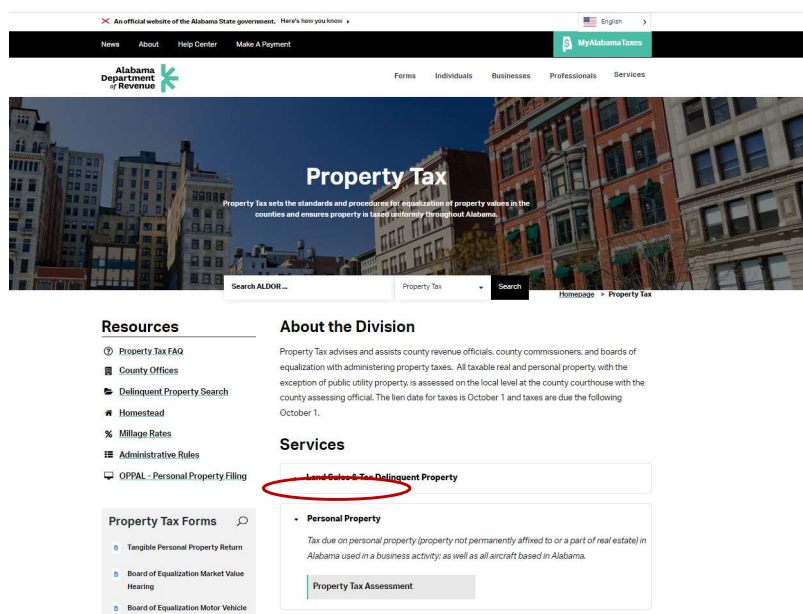 An official website of the Alabama State government. Here's how you know
English
News About Help Center Make A Payment
MyAlabamaTaxes
Alabama
Department
of Revenue
Forms Individuals Businesses Professionals Services
Property Tax
Property Tax sets the standards and procedures for equalization of property values in the
counties and ensures property is taxed uniformly throughout Alabama.
Search ALDOR ...
Property Tax
Search
Homepage > Property Tax
Resources
Property Tax FAQ
County Offices
Delinquent Property Search
Homestead
Millage Rates
Administrative Rules
OPPAL - Personal Property Filing
Property Tax Forms
Tangible Personal Property Return
Board of Equalization Market Value
Hearing
Board of Equalization Motor Vehicle
About the Division
Property Tax advises and assists county revenue officials, county commissioners, and boards of
equalization with administering property taxes. All taxable real and personal property, with the
exception of public utility property, is assessed on the local level at the county courthouse with the
county assessing official. The lien date for taxes is October 1 and taxes are due the following
October 1.
Services
Land Sales & Tax Delinquent Property
Personal Property
Tax due on personal property (property not permanently affixed to or a part of real estate) in
Alabama used in a business activity; as well as all aircraft based in Alabama.
Property Tax Assessment